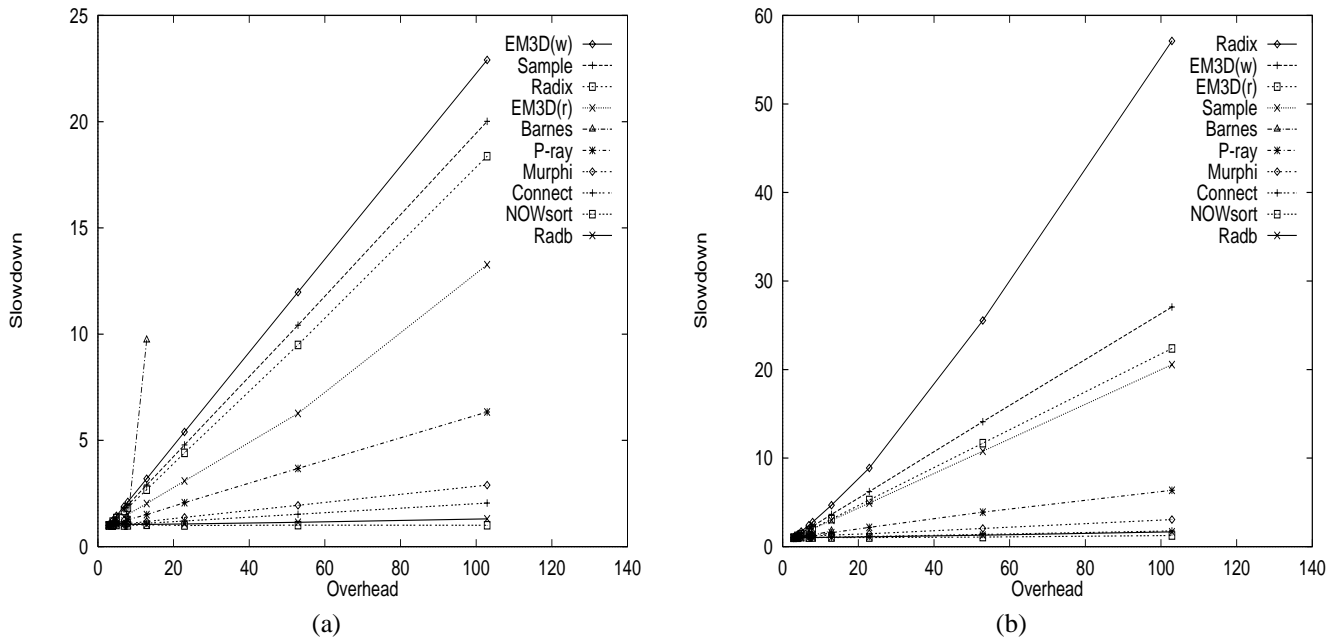 25
20
15
10
5
0
Slowdown
EM3D(w)
Sample
Radix
EM3D(r)
Barnes
P-ray
Murphi
Connect
NOWsort
Radb
0 20 40 60 80 100 120 140
Overhead
(a)
60
50
40
30
20
10
0
Slowdown
Radix
EM3D(w)
EM3D(r)
Sample
Barnes
P-ray
Murphi
Connect
NOWsort
Radb
0 20 40 60 80 100 120 140
Overhead
(b)